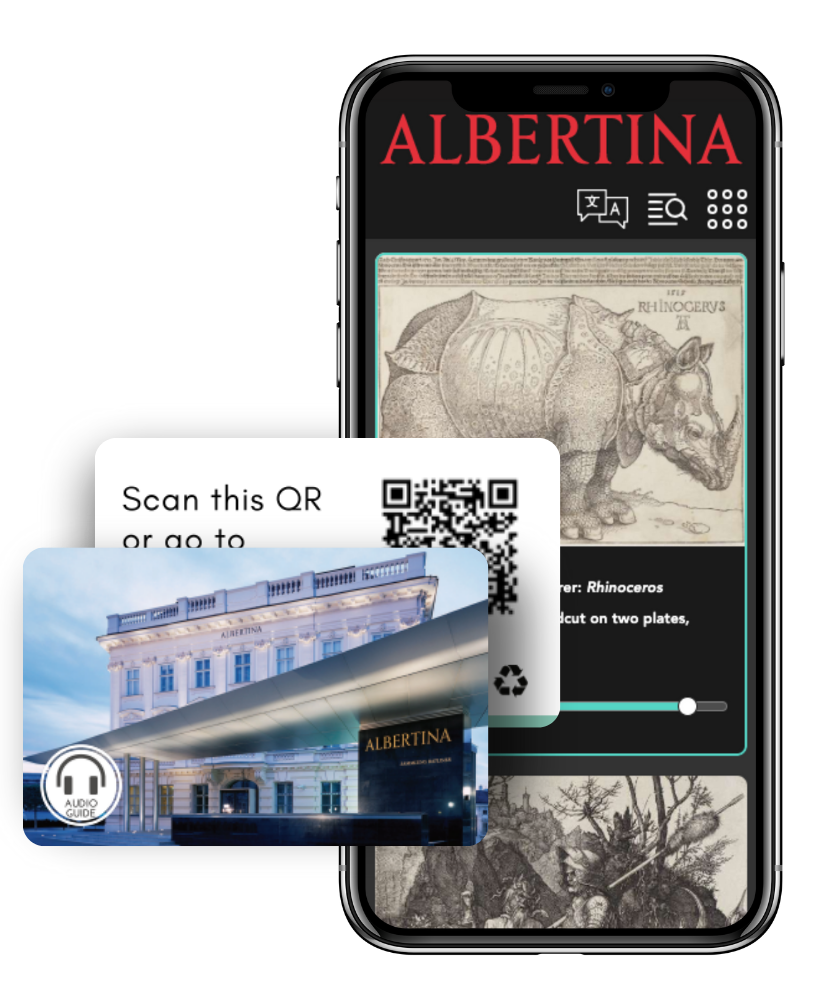 ALBERTINA
文 A
1515
RHINOCERVS
Scan this QR
or go to
rer: Rhinoceros
dcut on two plates,
ALBERTINA
ALBERTINA
AUDIO
GUIDE